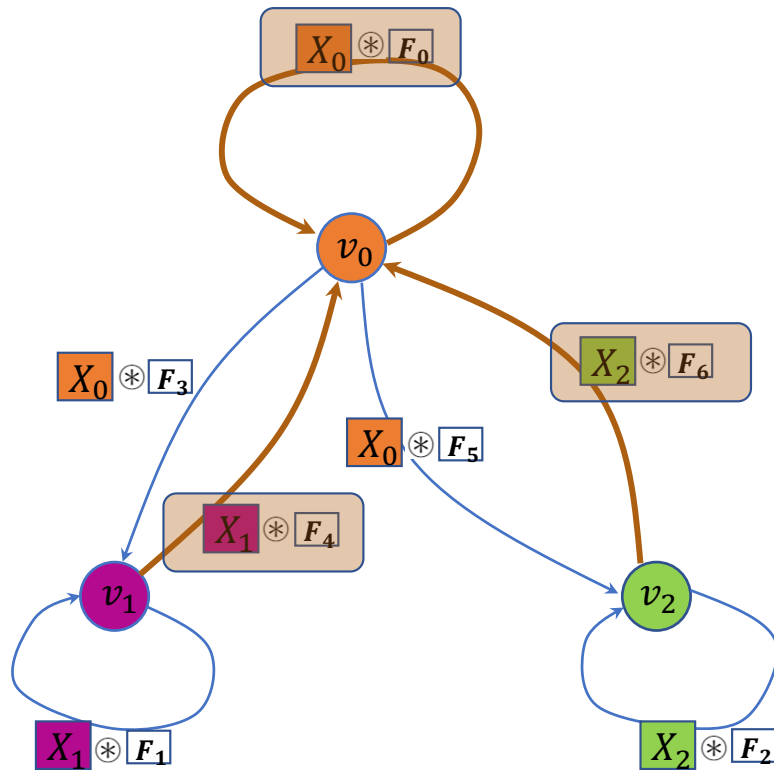 X₀ ⊛ F₀
v₀
X₂ ⊛ F₆
X₀ ⊛ F₃
X₀ ⊛ F₅
X₁ ⊛ F₄
v₁
v₂
X₁ ⊛ F₁
X₂ ⊛ F₂